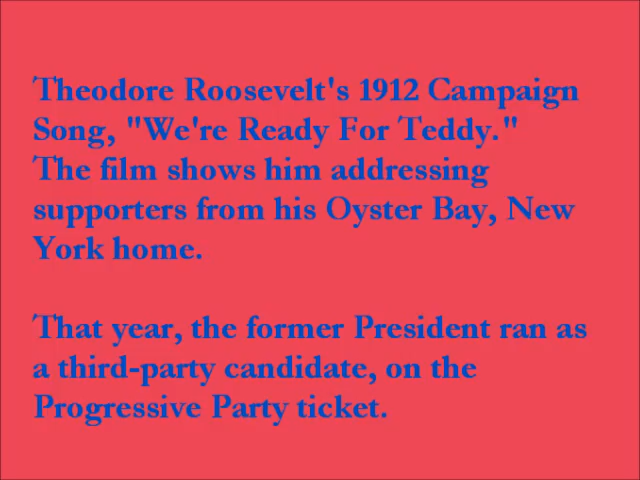 Theodore Roosevelt's 1912 Campaign
Song, "We're Ready For Teddy."
The film shows him addressing
supporters from his Oyster Bay, New
York home.
That year, the former President ran as
a third-party candidate, on the
Progressive Party ticket.